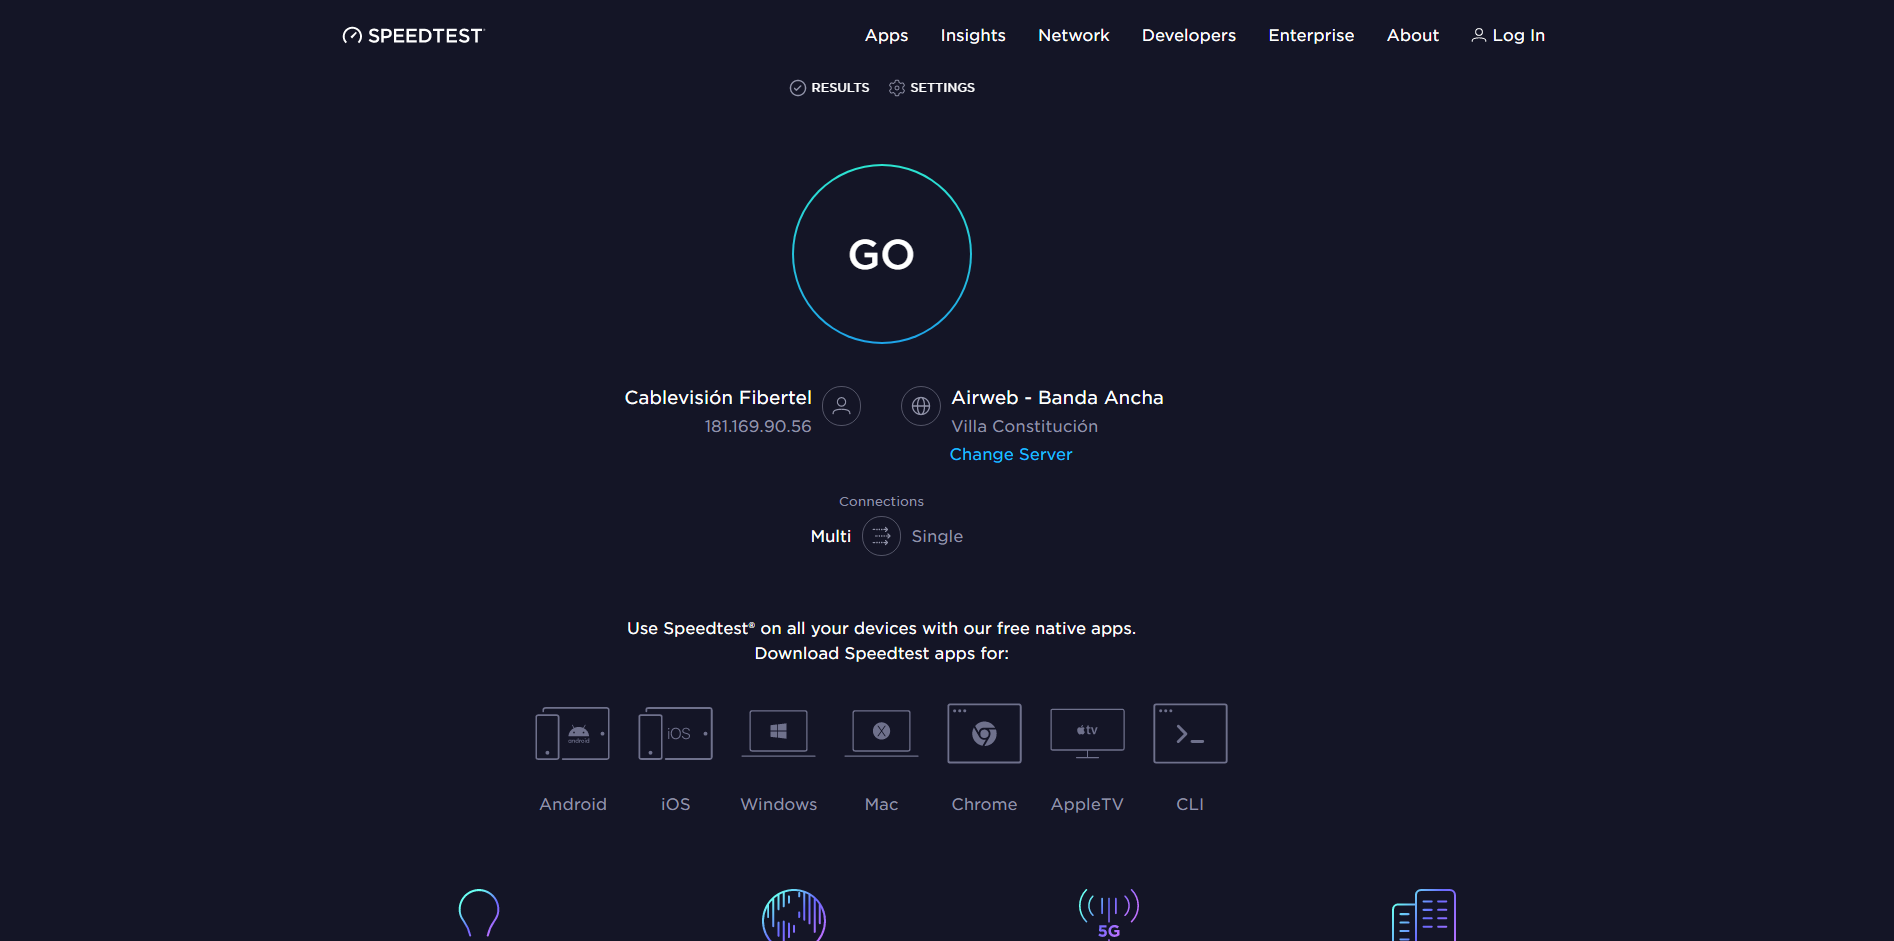 SPEEDTEST
Apps Insights Network Developers Enterprise About Log In
RESULTS SETTINGS
GO
Cablevisión Fibertel
181.169.90.56
Airweb - Banda Ancha
Villa Constitución
Change Server
Connections
Multi Single
Use Speedtest® on all your devices with our free native apps.
Download Speedtest apps for:
android iOS X tv
Android iOS Windows Mac Chrome AppleTV CLI
5G